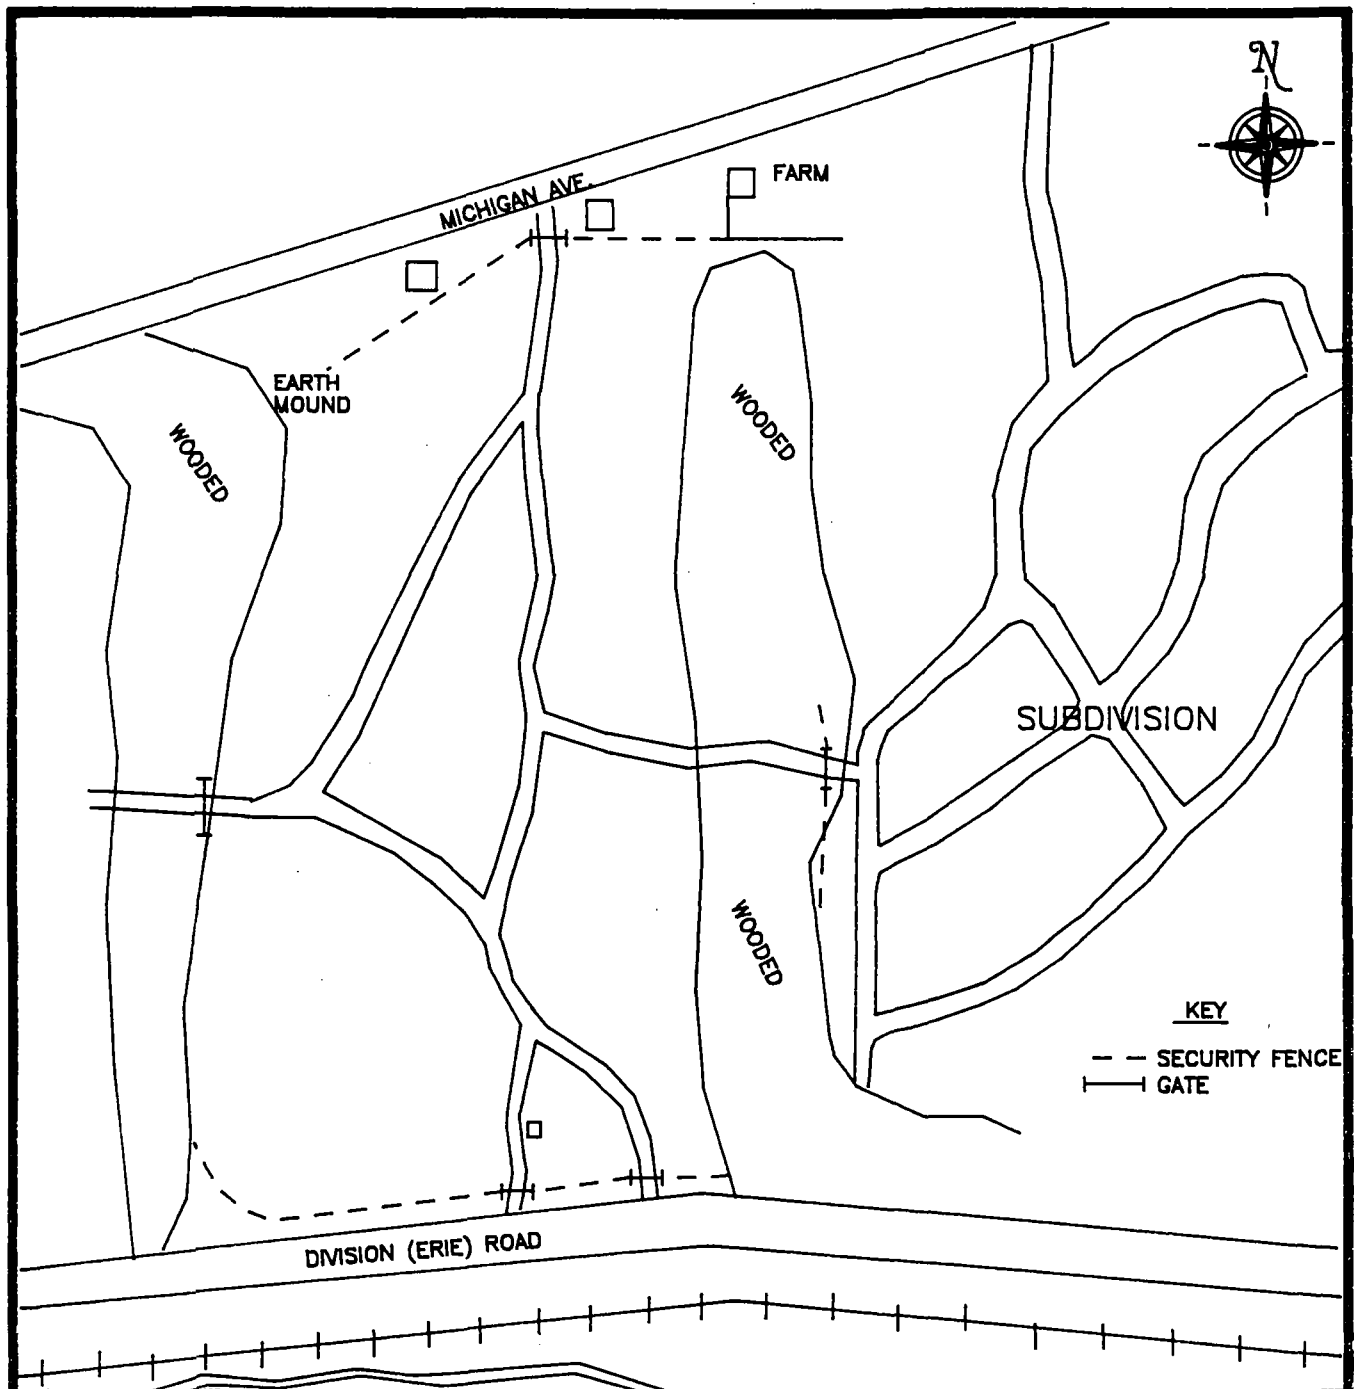 N
MICHIGAN AVE.
FARM
EARTH
MOUND
WOODED
WOODED
SUBDIVISION
WOODED
KEY
SECURITY FENCE
GATE
DIVISION (ERIE) ROAD